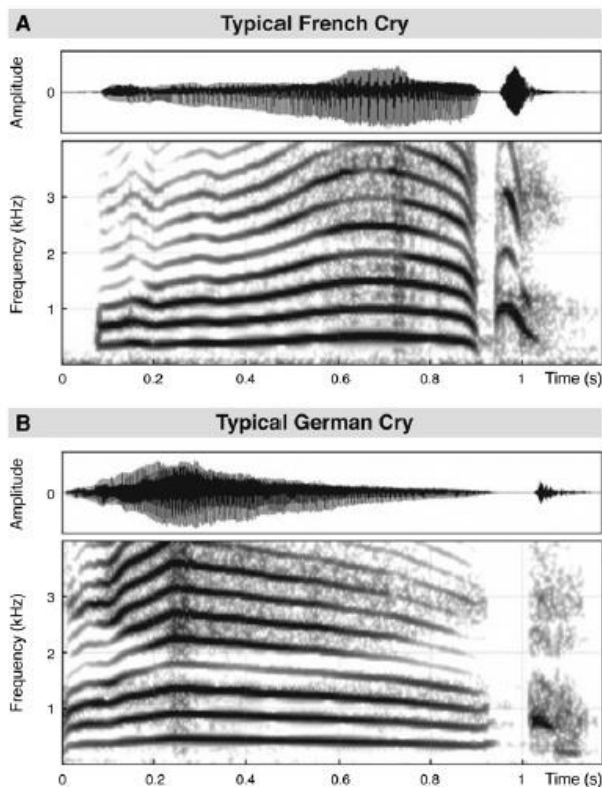 A Typical French Cry
Amplitude
0
Frequency (kHz)
3
2
1
0 0.2 0.4 0.6 0.8 1 Time (s)
B Typical German Cry
Amplitude
0
Frequency (kHz)
3
2
1
0 0.2 0.4 0.6 0.8 1 Time (s)